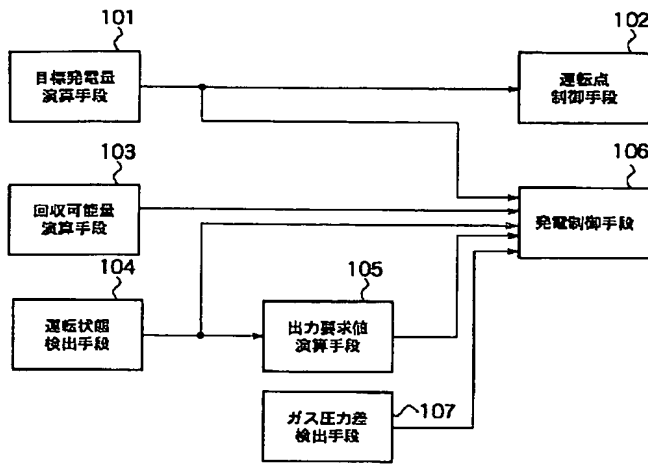 101
目標発電量
演算手段
102
運転点
制御手段
103
回収可能量
演算手段
106
発電制御手段
104
運転状態
検出手段
105
出力要求値
演算手段
107
ガス圧力差
検出手段